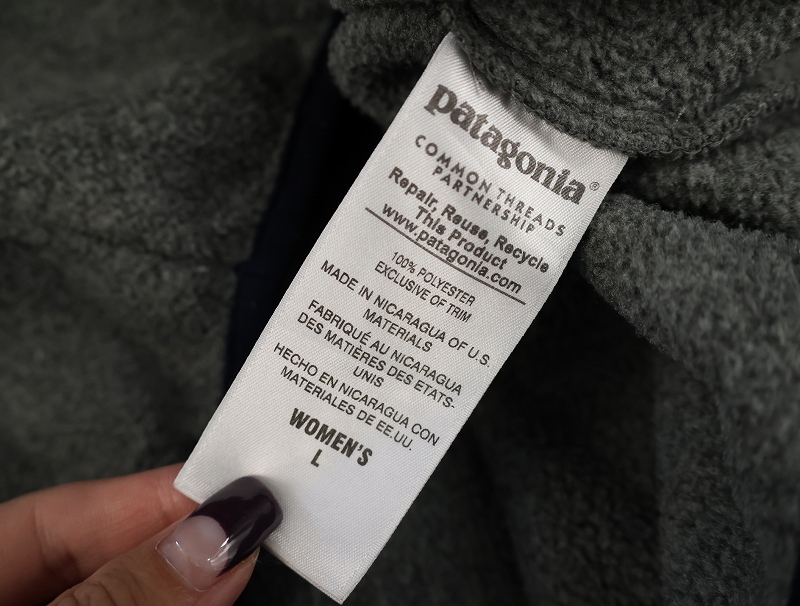 patagonia®
COMMON THREADS
PARTNERSHIP
Repair, Reuse, Recycle
This Product
www.patagonia.com
100% POLYESTER
EXCLUSIVE OF TRIM
MADE IN NICARAGUA OF U.S.
MATERIALS
FABRIQUÉ AU NICARAGUA
DES MATIÈRES DES ETATS-
UNIS
HECHO EN NICARAGUA CON
MATERIALES DE EE.UU.
WOMEN'S
L